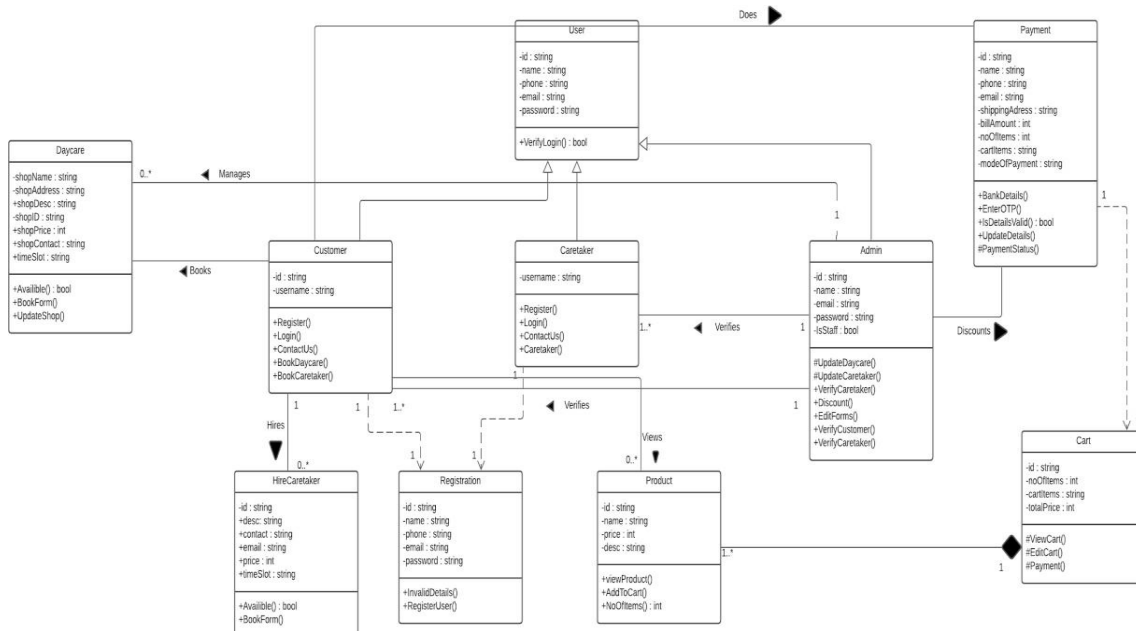 Does
User
-id : string
-name : string
-phone : string
-email : string
-password : string
+VerifyLogin() : bool
Payment
-id : string
-name : string
-phone : string
-email : string
-shippingAdress : string
-billAmount : int
-noOfItems : int
-cartItems : string
-modeOfPayment : string
+BankDetails()
+EnterOTP()
+IsDetailsValid() : bool
+UpdateDetails()
#PaymentStatus()
1
Daycare
-shopName : string
-shopAddress : string
+shopDesc : string
-shopID : string
+shopPrice : int
+shopContact : string
+timeSlot : string
+Availible() : bool
+BookForm()
+UpdateShop()
0..*
Manages
1
Books
Customer
-id : string
-username : string
+Register()
+Login()
+ContactUs()
+BookDaycare()
+BookCaretaker()
Caretaker
-username : string
+Register()
+Login()
+ContactUs()
+Caretaker()
1..*
Verifies
1
Admin
-id : string
-name : string
-email : string
-password : string
-IsStaff : bool
#UpdateDaycare()
#UpdateCaretaker()
+VerifyCaretaker()
+Discount()
+EditForms()
+VerifyCustomer()
+VerifyCaretaker()
Discounts
1
1
1..*
1
Verifies
1
Hires
0..*
1
1
Views
0..*
HireCaretaker
-id : string
+desc: string
+contact : string
+email : string
+price : int
+timeSlot : string
+Availible() : bool
+BookForm()
Registration
-id : string
-name : string
-phone : string
-email : string
-password : string
+InvalidDetails()
+RegisterUser()
Product
-id : string
-name : string
-price : int
-desc : string
+viewProduct()
+AddToCart()
+NoOfItems() : int
1..*
1
Cart
-id : string
-noOfItems : int
-cartItems : string
-totalPrice : int
#ViewCart()
#EditCart()
#Payment()